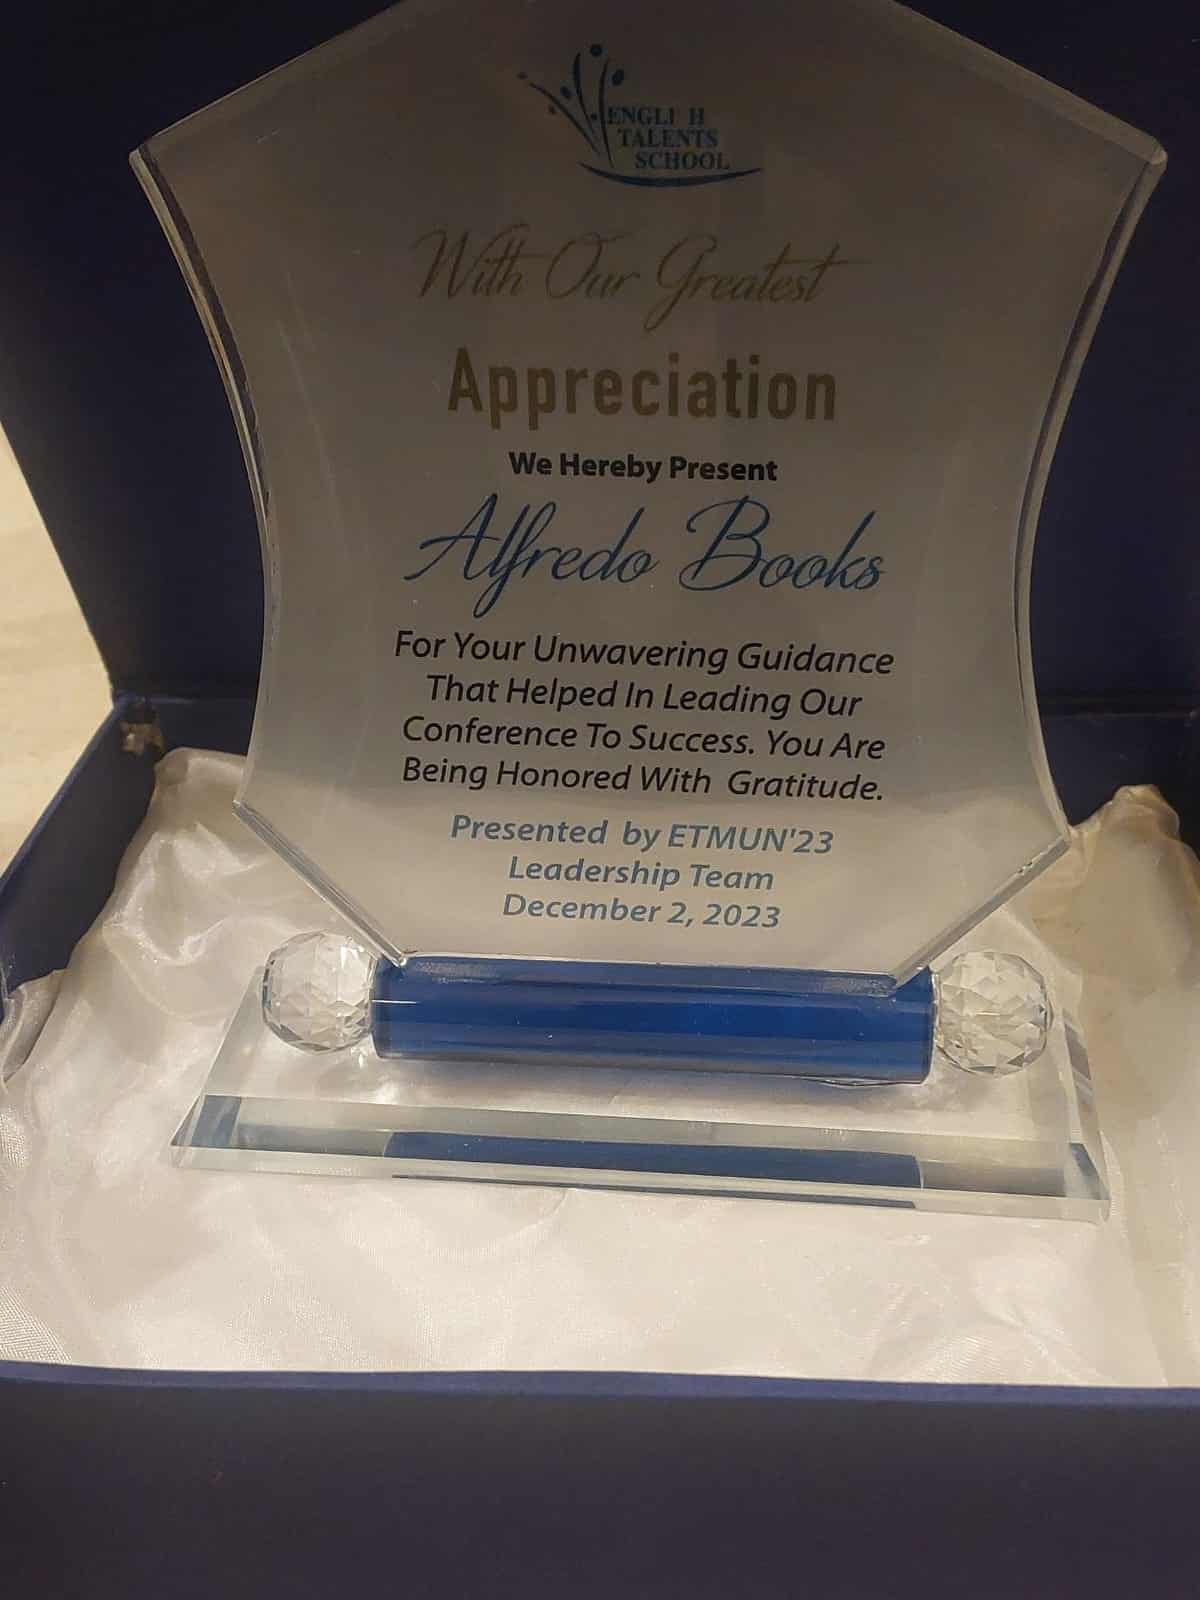 ENGLI H
TALENTS
SCHOOL
With Our Greatest
Appreciation
We Hereby Present
Alfredo Books
For Your Unwavering Guidance
That Helped In Leading Our
Conference To Success. You Are
Being Honored With Gratitude.
Presented by ETMUN'23
Leadership Team
December 2, 2023